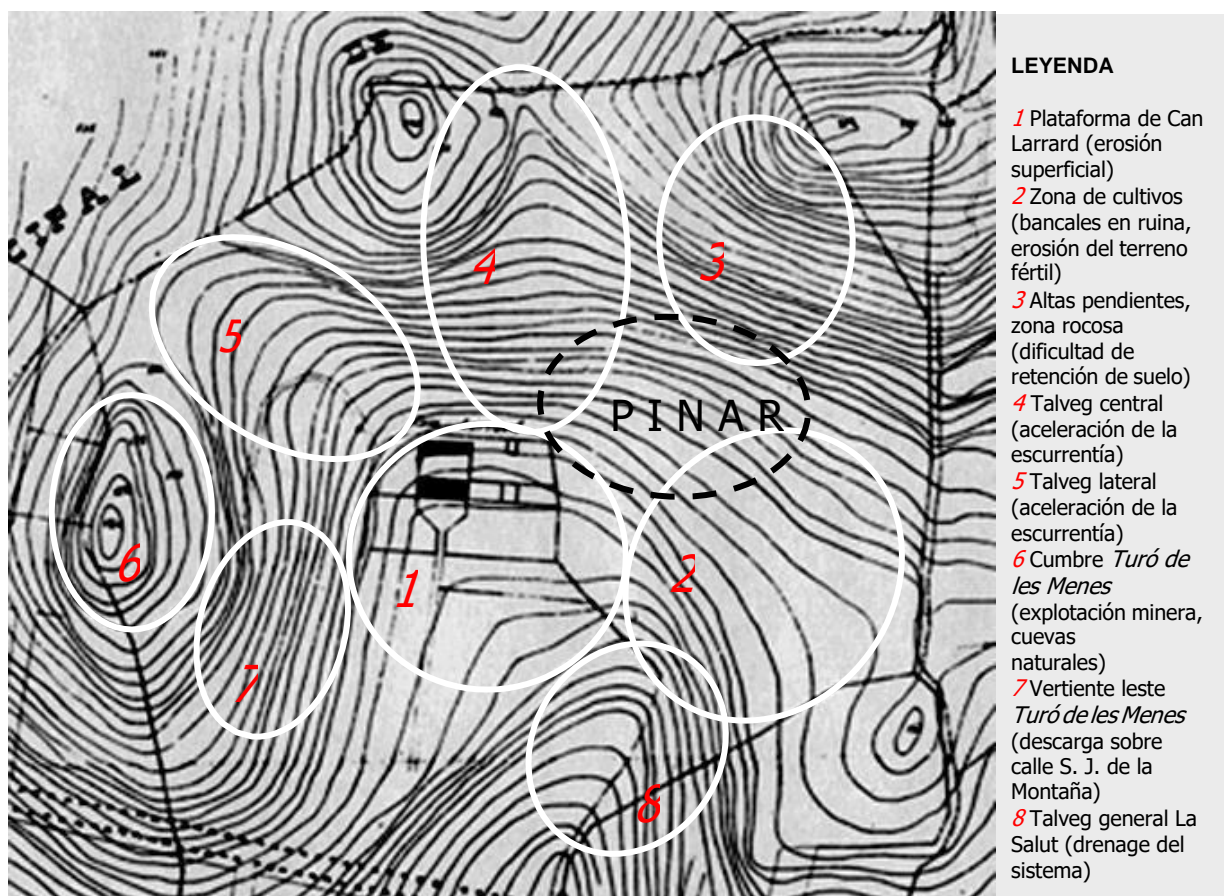 CIPAL
4
3
5
PINAR
6
1
2
7
8
LEYENDA
1 Plataforma de Can
Larrard (erosión
superficial)
2 Zona de cultivos
(bancales en ruina,
erosión del terreno
fértil)
3 Altas pendientes,
zona rocosa
(dificultad de
retención de suelo)
4 Talveg central
(aceleración de la
escurrentía)
5 Talveg lateral
(aceleración de la
escurrentía)
6 Cumbre Turó de
les Menes
(explotación minera,
cuevas
naturales)
7 Vertiente leste
Turó de les Menes
(descarga sobre
calle S. J. de la
Montaña)
8 Talveg general La
Salut (drenage del
sistema)